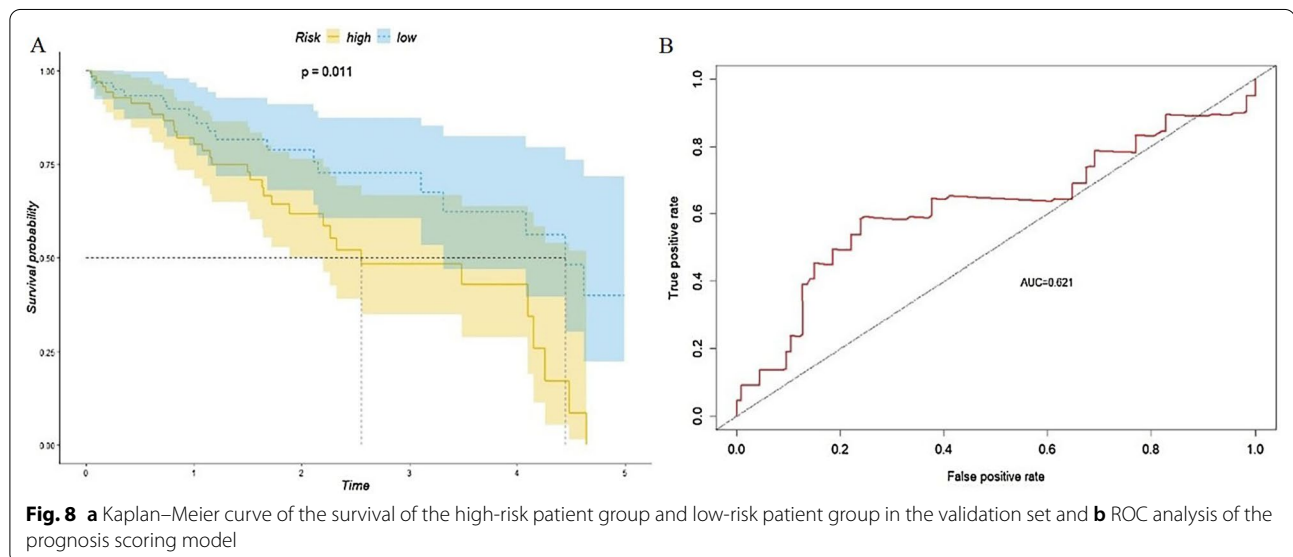 A
Risk high low
p = 0.011
1.00
0.75
0.50
0.25
0.00
Survival probability
0
1
2
3
4
5
Time
B
1.0
0.8
0.6
0.4
0.2
0.0
True positive rate
AUC=0.621
0.0
0.2
0.4
0.6
0.8
1.0
False positive rate
Fig. 8 a Kaplan–Meier curve of the survival of the high-risk patient group and low-risk patient group in the validation set and b ROC analysis of the
prognosis scoring model